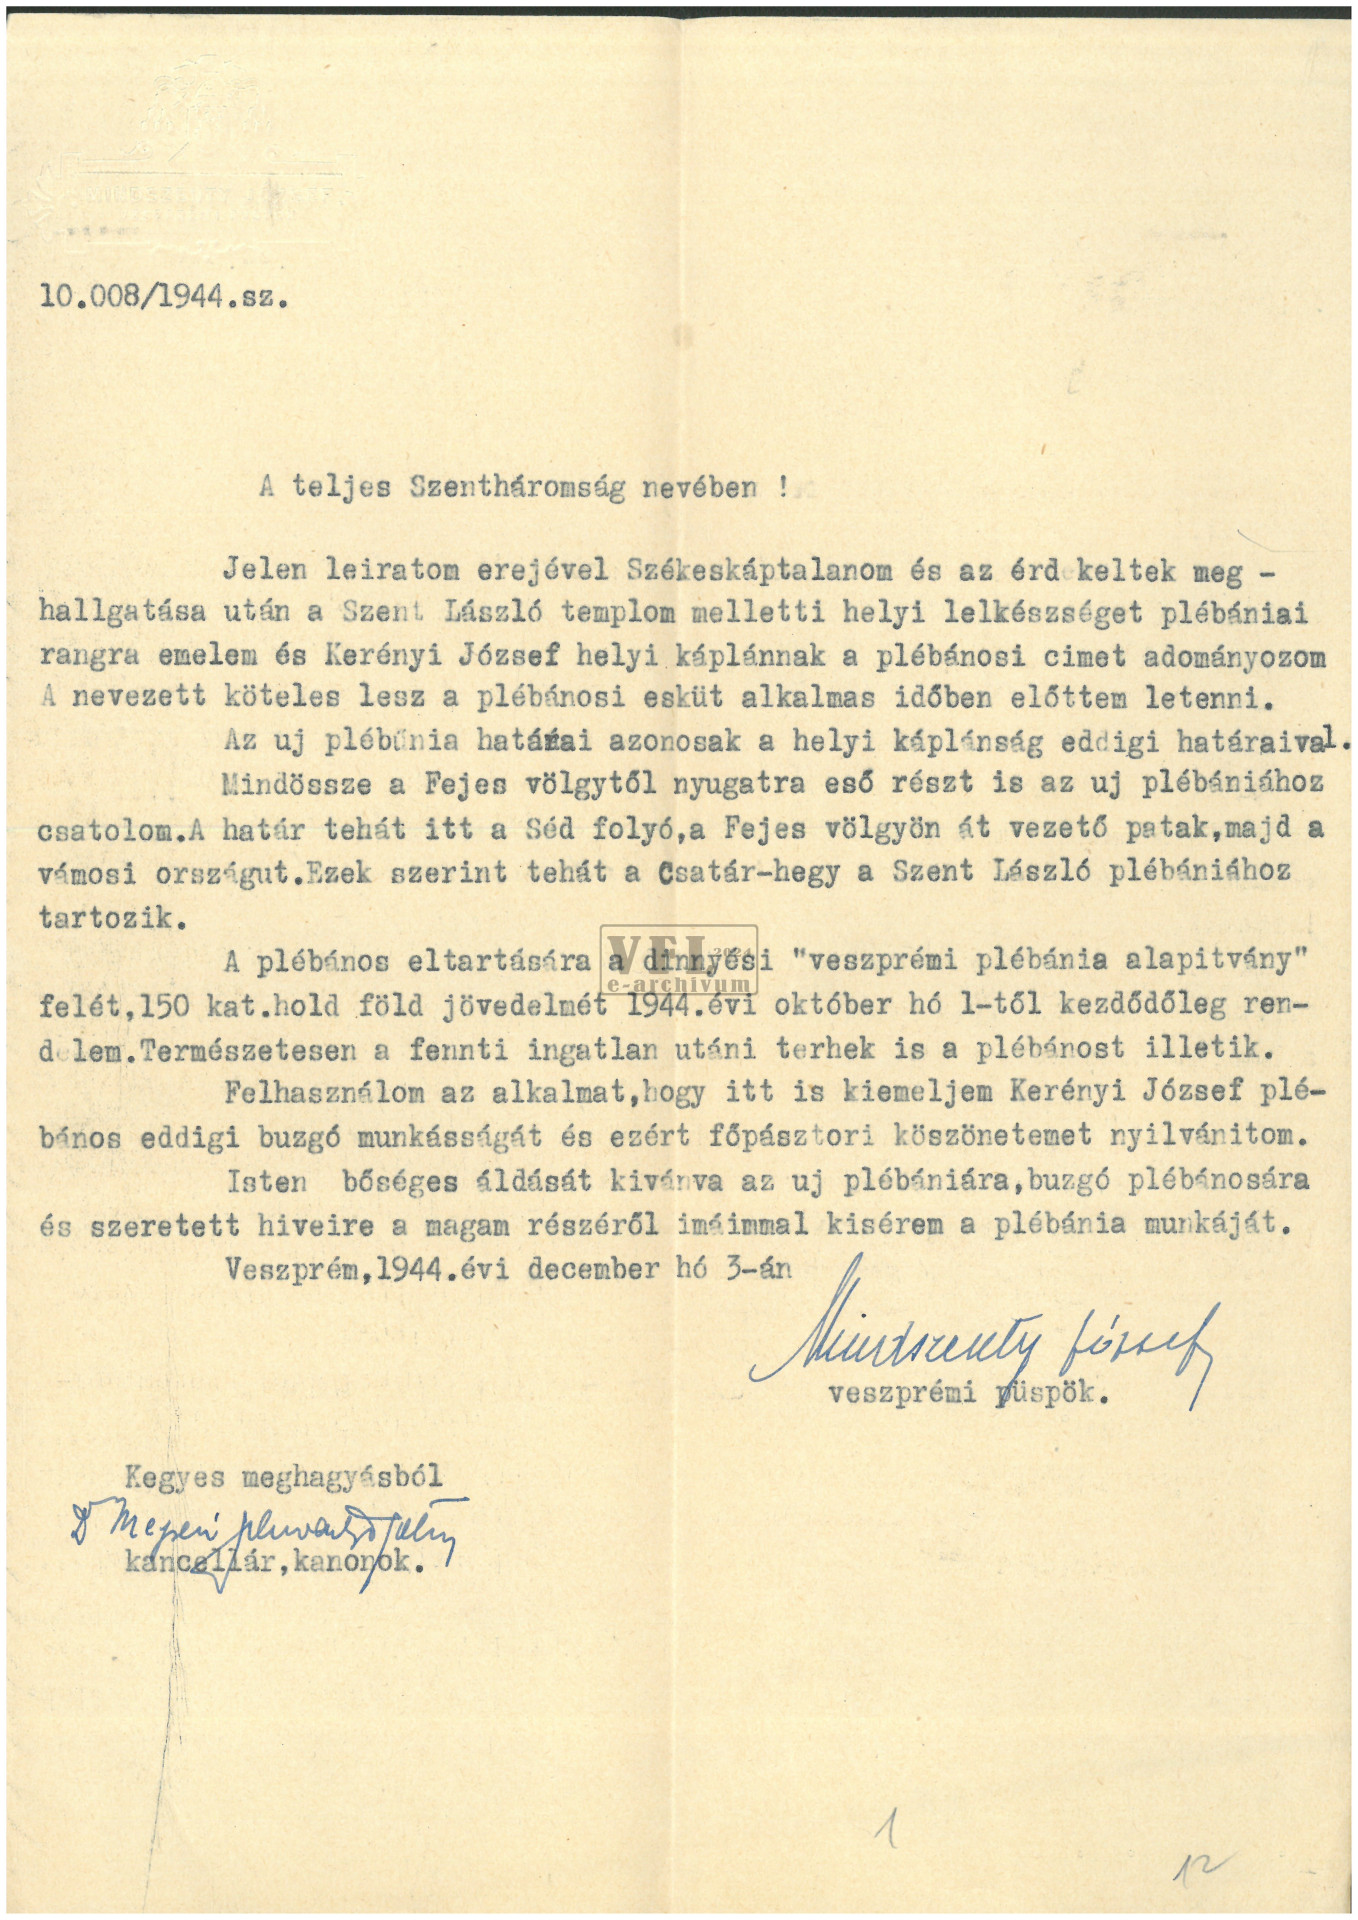 10.008/1944.sz.
A teljes Szentháromság nevében !
Jelen leiratom erejével Székeskáptalanom és az érdekeltek meg -
hallgatása után a Szent László templom melletti helyi lelkészséget plébániai
rangra emelem és Kerényi József helyi káplánnak a plébánosi cimet adományozom
A nevezett köteles lesz a plébánosi esküt alkalmas időben előttem letenni.
Az uj plébánia határai azonosak a helyi káplánság eddigi határaival.
Mindössze a Fejes völgytől nyugatra eső részt is az uj plébániához
csatolom.A határ tehát itt a Séd folyó,a Fejes völgyön át vezető patak,majd a
vámosi országut.Ezek szerint tehát a Csatár-hegy a Szent László plébániához
tartozik.
A plébános eltartására a dinnyési "veszprémi plébánia alapitvány"
felét,150 kat.hold föld jövedelmét 1944.évi október hó 1-től kezdődőleg ren-
delem.Természetesen a fennti ingatlan utáni terhek is a plébánost illetik.
Felhasználom az alkalmat,hogy itt is kiemeljem Kerényi József plé-
bános eddigi buzgó munkásságát és ezért főpásztori köszönetemet nyilvánitom.
Isten bőséges áldását kivánva az uj plébániára,buzgó plébánosára
és szeretett hiveire a magam részéről imáimmal kisérem a plébánia munkáját.
Veszprém,1944.évi december hó 3-án
Mindszenty József
veszprémi püspök.
Kegyes meghagyásból
Dr
kancellár,kanonok.
VEL 2024
e-archivum
1
12